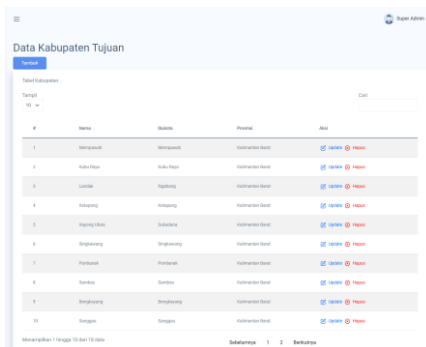 Super Admin
Data Kabupaten Tujuan
Tambah
Tabel Kabupaten
Tampil
Cari
10
# Nama Ibukota Provinsi Aksi
1 Mempawah Mempawah Kalimantan Barat Update Hapus
2 Kubu Raya Kubu Raya Kalimantan Barat Update Hapus
3 Landak Ngabang Kalimantan Barat Update Hapus
4 Ketapang Ketapang Kalimantan Barat Update Hapus
5 Kayong Utara Sukadana Kalimantan Barat Update Hapus
6 Singkawang Singkawang Kalimantan Barat Update Hapus
7 Pontianak Pontianak Kalimantan Barat Update Hapus
8 Sambas Sambas Kalimantan Barat Update Hapus
9 Bengkayang Bengkayang Kalimantan Barat Update Hapus
10 Sanggau Sanggau Kalimantan Barat Update Hapus
Menampilkan 1 hingga 10 dari 18 data
Sebelumnya 1 2 Berikutnya